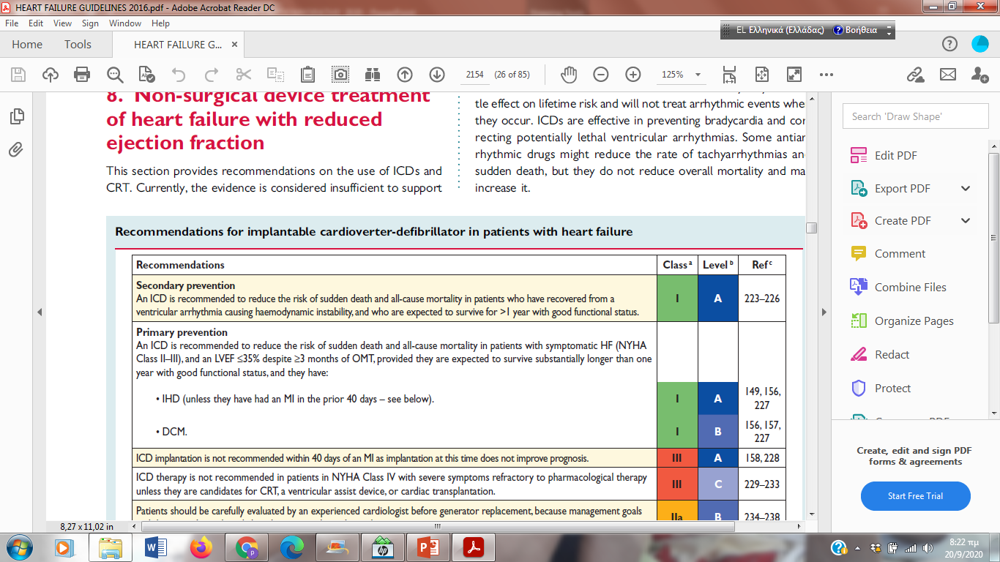 HEART FAILURE GUIDELINES 2016.pdf - Adobe Acrobat Reader DC
File Edit View Sign Window Help
EL Ελληνικά (Ελλάδας) Βοήθεια
Home Tools HEART FAILURE G... ×
2154 (26 of 85) 125%
8. Non-surgical device treatment
of heart failure with reduced
ejection fraction
This section provides recommendations on the use of ICDs and
CRT. Currently, the evidence is considered insufficient to support
tle effect on lifetime risk and will not treat arrhythmic events whe
they occur. ICDs are effective in preventing bradycardia and cor
recting potentially lethal ventricular arrhythmias. Some antiar
rhythmic drugs might reduce the rate of tachyarrhythmias an
sudden death, but they do not reduce overall mortality and ma
increase it.
Recommendations for implantable cardioverter-defibrillator in patients with heart failure
Recommendations Class a Level b Ref c
Secondary prevention
An ICD is recommended to reduce the risk of sudden death and all-cause mortality in patients who have recovered from a
ventricular arrhythmia causing haemodynamic instability, and who are expected to survive for >1 year with good functional status.
I A 223–226
Primary prevention
An ICD is recommended to reduce the risk of sudden death and all-cause mortality in patients with symptomatic HF (NYHA
Class II–III), and an LVEF ≤35% despite ≥3 months of OMT, provided they are expected to survive substantially longer than one
year with good functional status, and they have:
• IHD (unless they have had an MI in the prior 40 days – see below). I A 149, 156,
227
• DCM. I B 156, 157,
227
ICD implantation is not recommended within 40 days of an MI as implantation at this time does not improve prognosis. III A 158, 228
ICD therapy is not recommended in patients in NYHA Class IV with severe symptoms refractory to pharmacological therapy
unless they are candidates for CRT, a ventricular assist device, or cardiac transplantation.
III C 229–233
Patients should be carefully evaluated by an experienced cardiologist before generator replacement, because management goals
IIa B 234–238
8,27 x 11,02 in
Search 'Draw Shape'
Edit PDF
Export PDF
Create PDF
Comment
Combine Files
Organize Pages
Redact
Protect
Create, edit and sign PDF
forms & agreements
Start Free Trial
8:22 πμ
20/9/2020